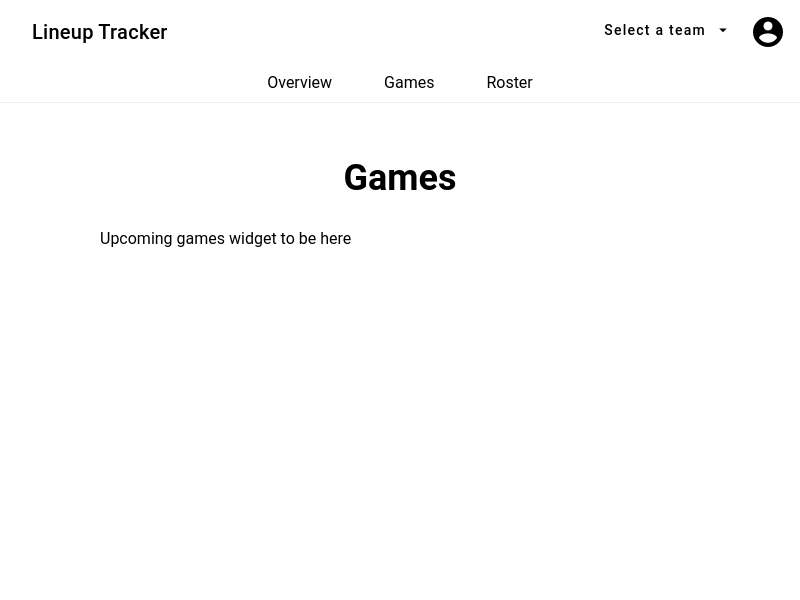 Lineup Tracker
Select a team
Overview Games Roster
Games
Upcoming games widget to be here